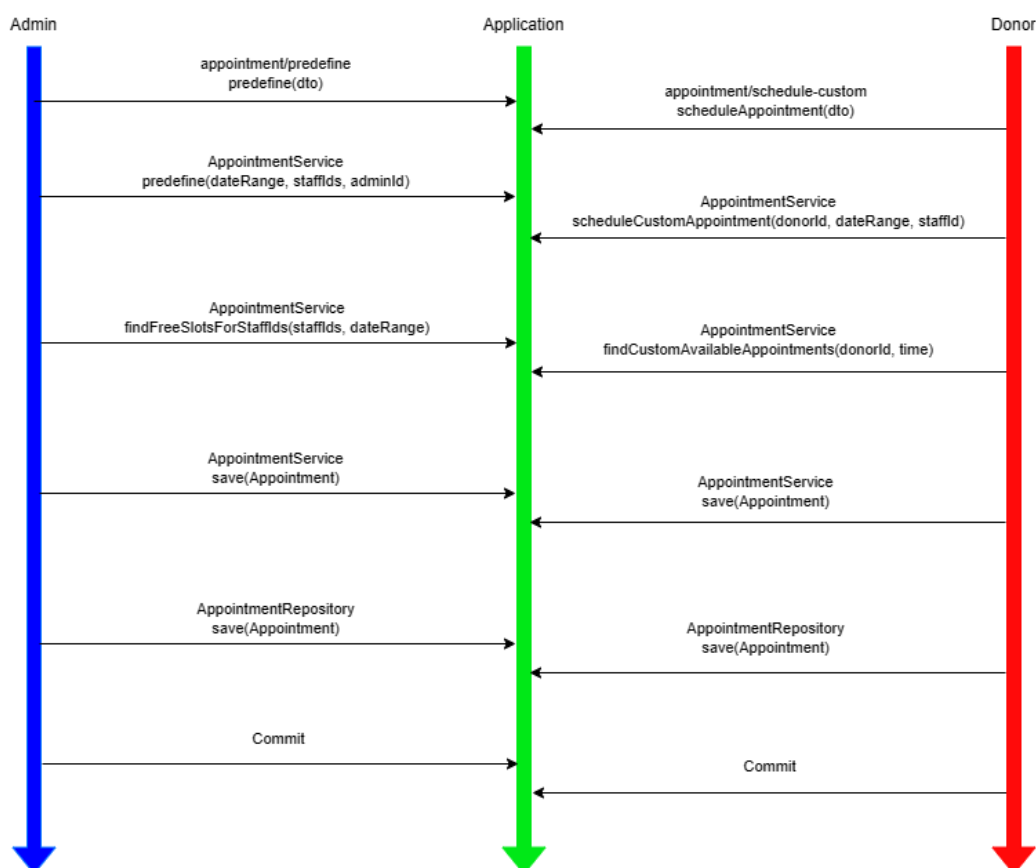 Admin
Application
Donor
appointment/predefine
predefine(dto)
appointment/schedule-custom
scheduleAppointment(dto)
AppointmentService
predefine(dateRange, staffIds, adminId)
AppointmentService
scheduleCustomAppointment(donorId, dateRange, staffId)
AppointmentService
findFreeSlotsForStaffIds(staffIds, dateRange)
AppointmentService
findCustomAvailableAppointments(donorId, time)
AppointmentService
save(Appointment)
AppointmentService
save(Appointment)
AppointmentRepository
save(Appointment)
AppointmentRepository
save(Appointment)
Commit
Commit